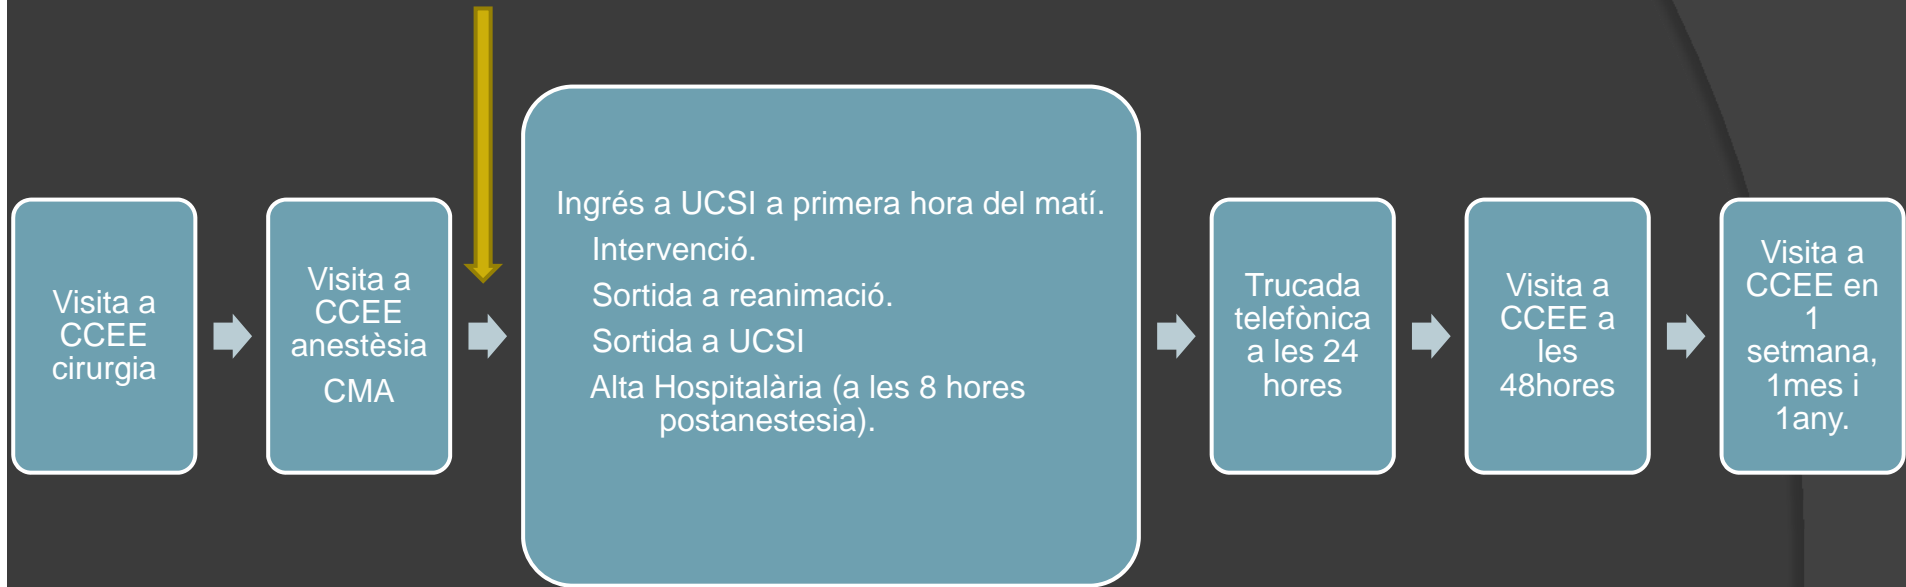 Visita a
CCEE
cirurgia
Visita a
CCEE
anestèsia
CMA
Ingrés a UCSI a primera hora del matí.
Intervenció.
Sortida a reanimació.
Sortida a UCSI
Alta Hospitalària (a les 8 hores
postanestesia).
Trucada
telefònica
a les 24
hores
Visita a
CCEE a
les
48hores
Visita a
CCEE en
1
setmana,
1mes i
1any.